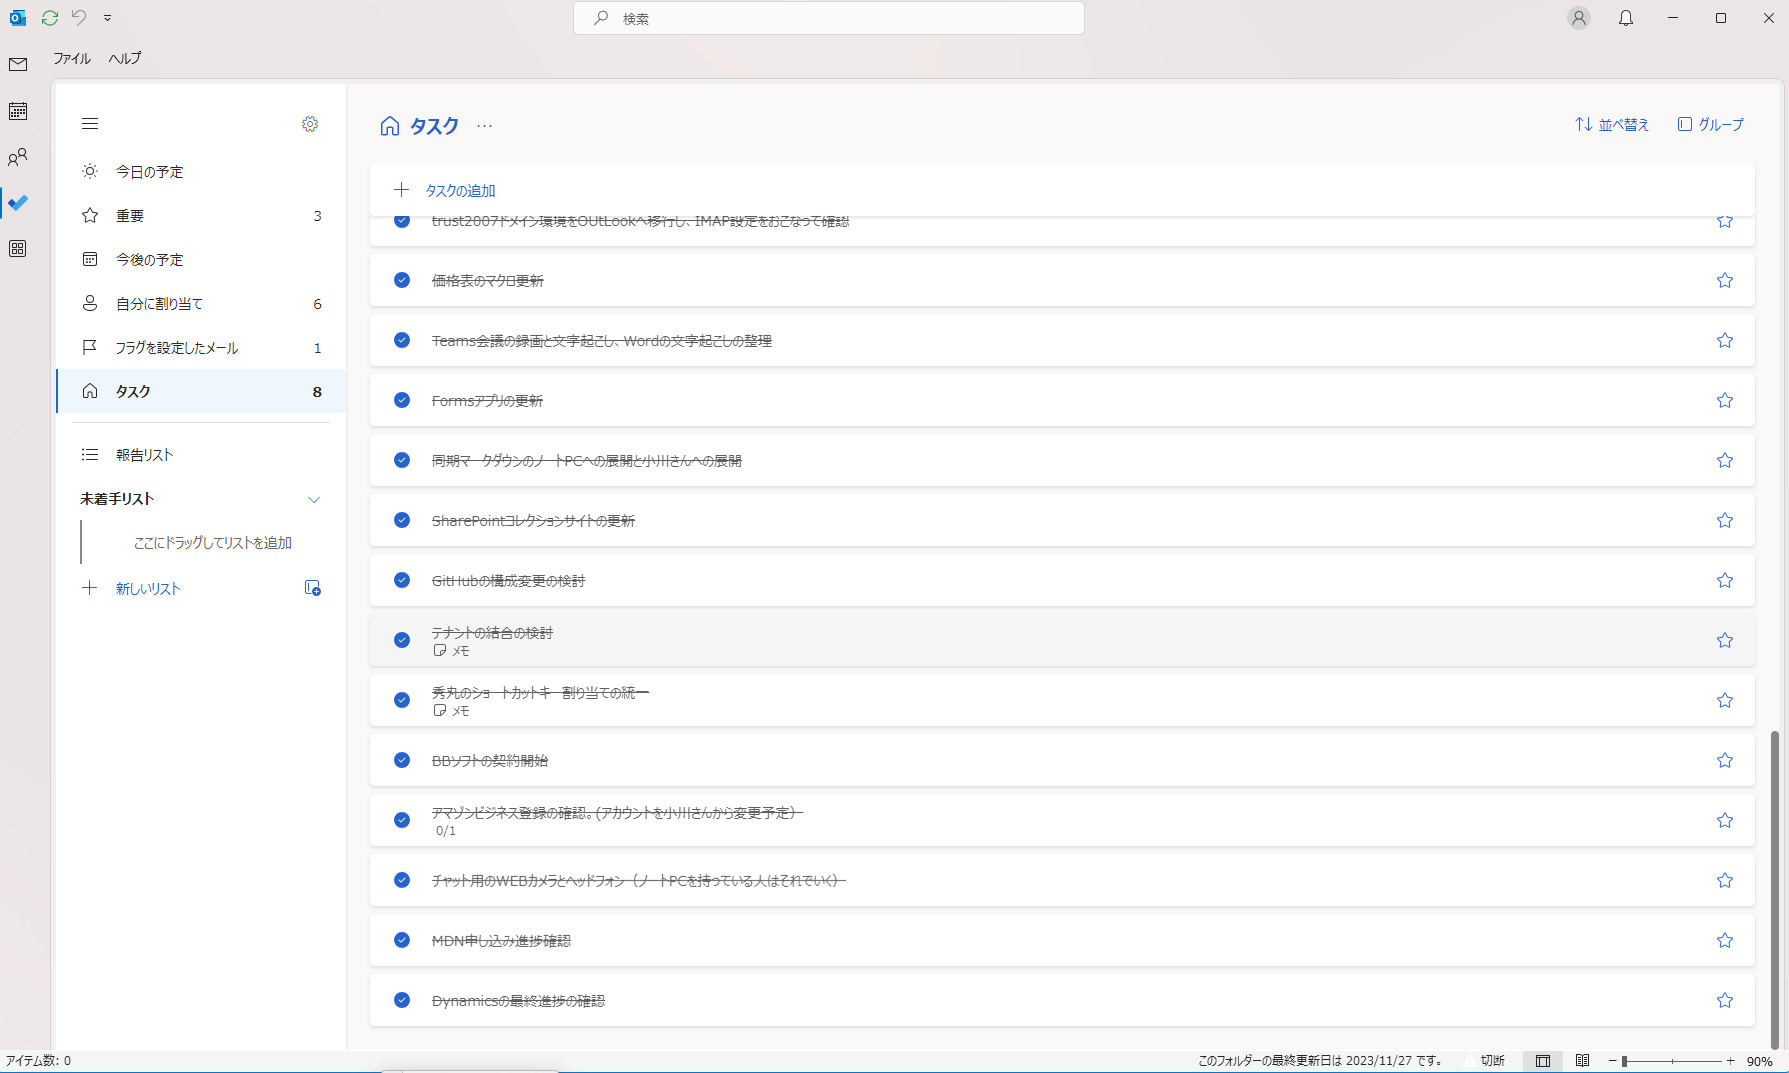 検索
ファイル ヘルプ
今日の予定
重要 3
今後の予定
自分に割り当て 6
フラグを設定したメール 1
タスク 8
報告リスト
未着手リスト
ここにドラッグしてリストを追加
新しいリスト
タスク ...
並べ替え グループ
タスクの追加
trust2007ドメイン環境をOUtLookへ移行し、IMAP設定をおこなって確認
価格表のマクロ更新
Teams会議の録画と文字起こし、Wordの文字起こしの整理
Formsアプリの更新
同期マークダウンのノートPCへの展開と小川さんへの展開
SharePointコレクションサイトの更新
GitHubの構成変更の検討
テナントの結合の検討
メモ
秀丸のショートカットキー割り当ての統一
メモ
BBソフトの契約開始
アマゾンビジネス登録の確認。(アカウントを小川さんから変更予定）
0/1
チャット用のWEBカメラとヘッドフォン（ノートPCを持っている人はそれでいく）
MDN申し込み進捗確認
Dynamicsの最終進捗の確認
アイテム数: 0
このフォルダーの最終更新日は 2023/11/27 です。 切断 90%